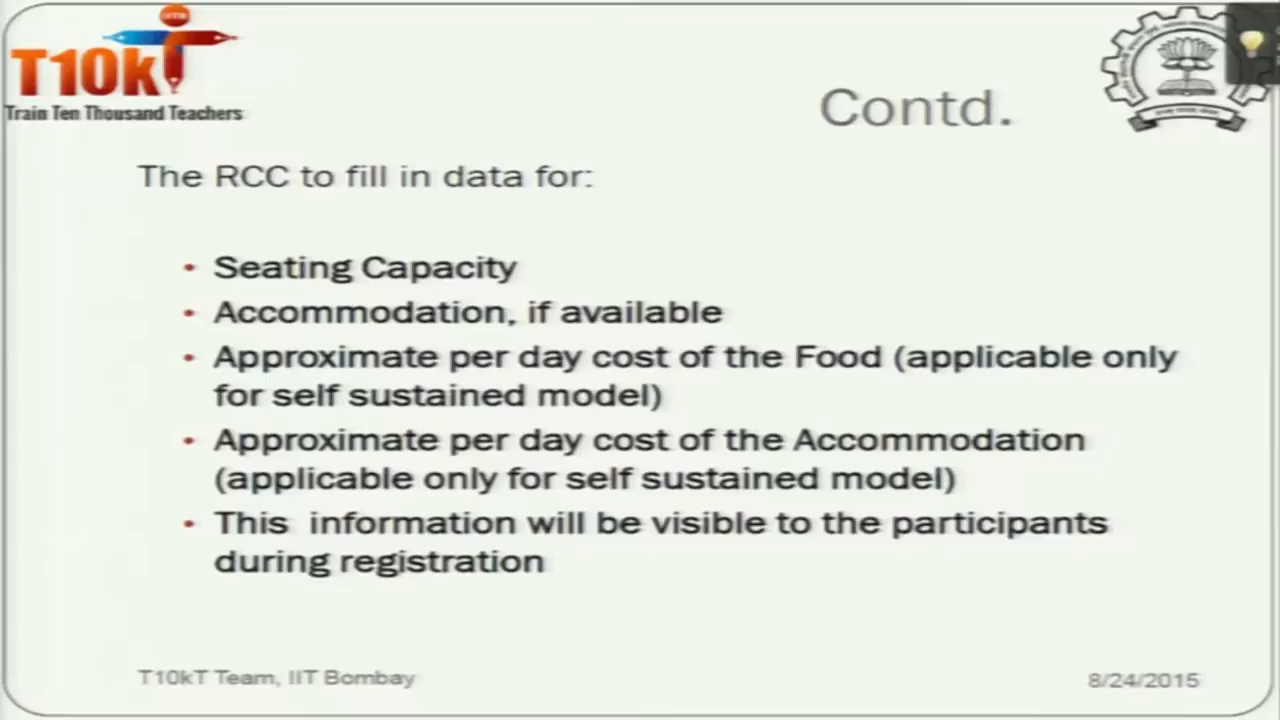 T10kT
Train Ten Thousand Teachers
Contd.
The RCC to fill in data for:
• Seating Capacity
• Accommodation, if available
• Approximate per day cost of the Food (applicable only
for self sustained model)
• Approximate per day cost of the Accommodation
(applicable only for self sustained model)
• This information will be visible to the participants
during registration
T10kT Team, IIT Bombay
8/24/2015